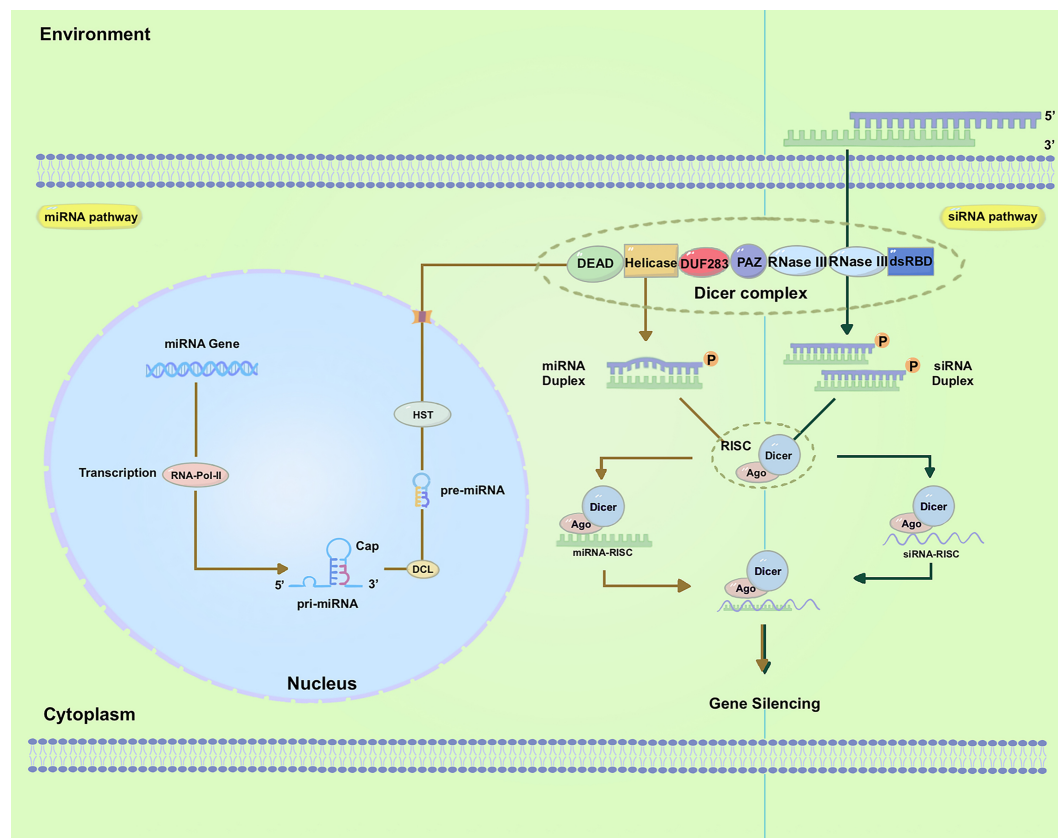 Environment
5'
3'
miRNA pathway
siRNA pathway
DEAD
Helicase
DUF283
PAZ
RNase III
RNase III
dsRBD
Dicer complex
miRNA Gene
miRNA
Duplex
P
P
P
siRNA
Duplex
HST
RISC
Dicer
Ago
Transcription
RNA-Pol-II
pre-miRNA
Dicer
Ago
miRNA-RISC
Dicer
Ago
siRNA-RISC
Cap
5'
3'
pri-miRNA
DCL
Dicer
Ago
Nucleus
Gene Silencing
Cytoplasm